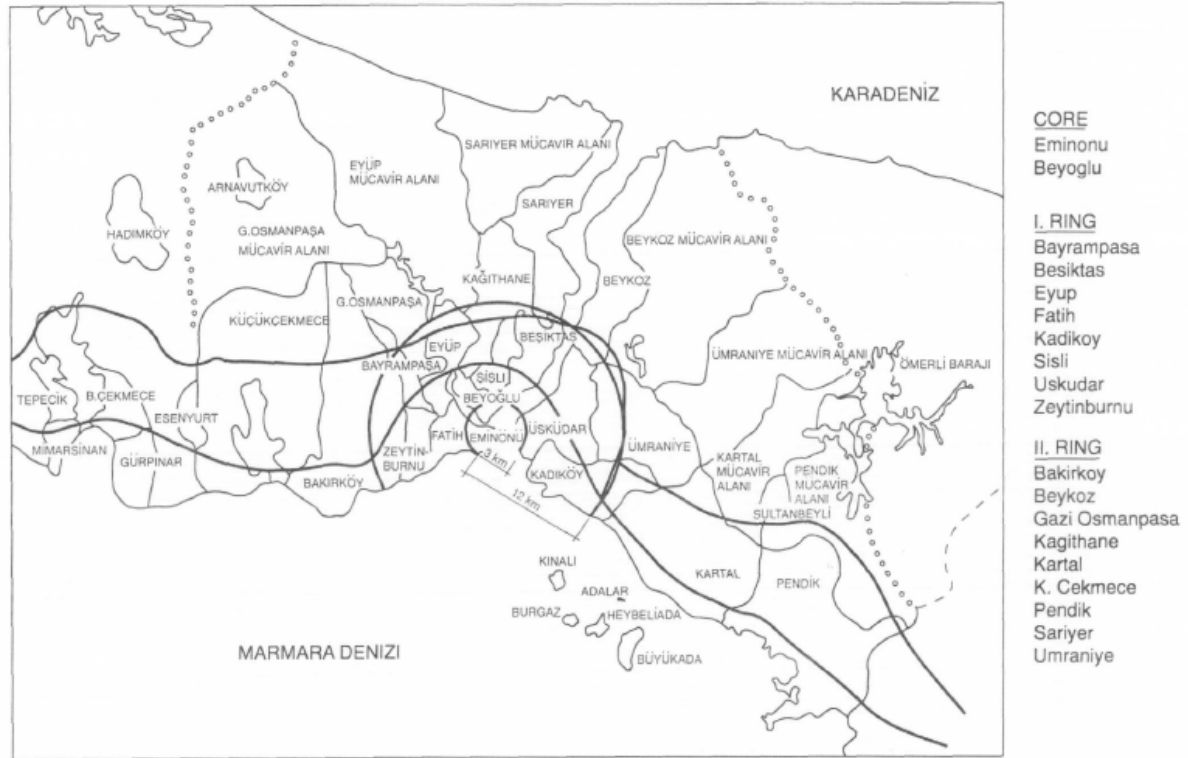 KARADENİZ
SARIYER MÜCAVİR ALANI
EYÜP
MÜCAVİR ALANI
ARNAVUTKÖY
SARIYER
HADIMKÖY
G.OSMANPAŞA
MÜCAVİR ALANI
BEYKOZ MÜCAVİR ALANI
KAĞITHANE
BEYKOZ
G.OSMANPAŞA
KÜÇÜKÇEKMECE
BEŞİKTAŞ
EYÜP
ÜMRANİYE MÜCAVİR ALANI
BAYRAMPAŞA
ÖMERLİ BARAJI
SİSLİ
TEPECİK
B.ÇEKMECE
BEYOĞLU
ESENYURT
ÜSKÜDAR
FATİH
EMİNÖNÜ
MİMARSİNAN
ÜMRANİYE
GÜRPINAR
ZEYTİN-
BURNU
3 km
KADIKÖY
KARTAL
MÜCAVİR
ALANI
PENDİK
MÜCAVİR
ALANI
BAKIRKÖY
12 km
SULTANBEYLİ
KINALI
KARTAL
PENDİK
ADALAR
BURGAZ
HEYBELİADA
MARMARA DENIZI
BÜYÜKADA
CORE
Eminonu
Beyoglu
I. RING
Bayrampasa
Besiktas
Eyup
Fatih
Kadikoy
Sisli
Uskudar
Zeytinburnu
II. RING
Bakirkoy
Beykoz
Gazi Osmanpasa
Kagithane
Kartal
K. Cekmece
Pendik
Sariyer
Umraniye